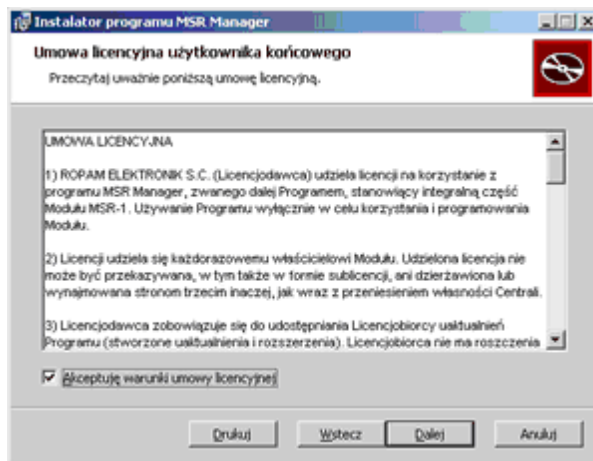 Instalator programu MSR Manager
Umowa licencyjna użytkownika końcowego
Przeczytaj uważnie poniższą umowę licencyjną.
UMOWA LICENCYJNA
1) ROPAM ELEKTRONIK S.C. (Licencjodawca) udziela licencji na korzystanie z
programu MSR Manager, zwanego dalej Programem, stanowiący integralną część
Modułu MSR-1. Używanie Programu wyłącznie w celu korzystania i programowania
Modułu.
2) Licencji udziela się każdorazowemu właścicielowi Modułu. Udzielona licencja nie
może być przekazywana, w tym także w formie sublicencji, ani dzierżawiona lub
wynajmowana stronom trzecim inaczej, jak wraz z przeniesieniem własności Centrali.
3) Licencjodawca zobowiązuje się do udostępniania Licencjobiorcy uaktualnień
Programu (stworzone uaktualnienia i rozszerzenia). Licencjobiorca nie ma roszczenia
Akceptuję warunki umowy licencyjnej
Drukuj
Wstecz
Dalej
Anuluj